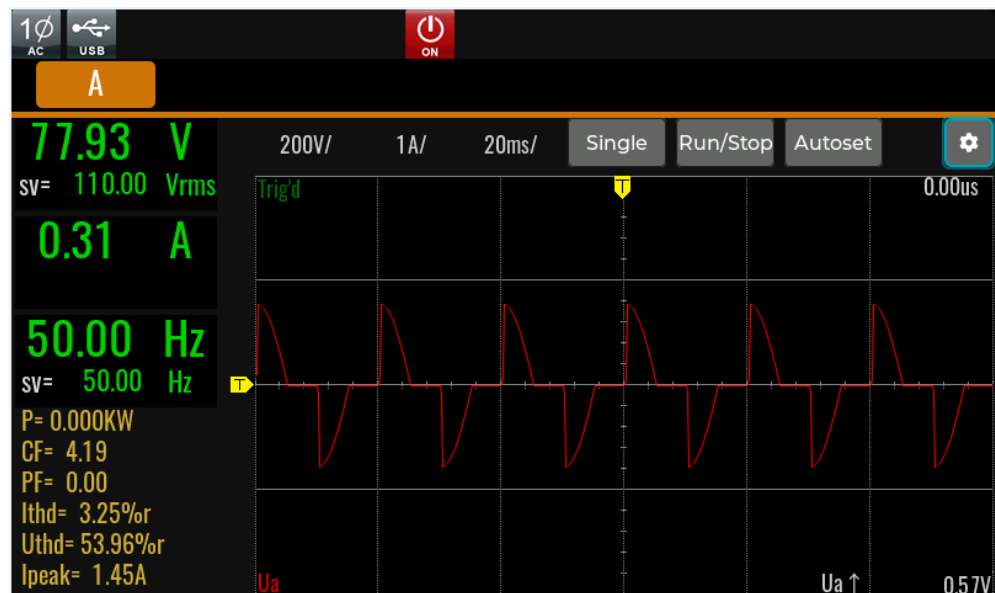 1Ø
AC
USB
ON
A
77.93 V
SV= 110.00 Vrms
0.31 A
50.00 Hz
SV= 50.00 Hz
P= 0.000KW
CF= 4.19
PF= 0.00
Ithd= 3.25%r
Uthd= 53.96%r
Ipeak= 1.45A
200V/ 1A/ 20ms/ Single Run/Stop Autoset
Trig'd T 0.00us
T
Ua Ua↑ 0.57V